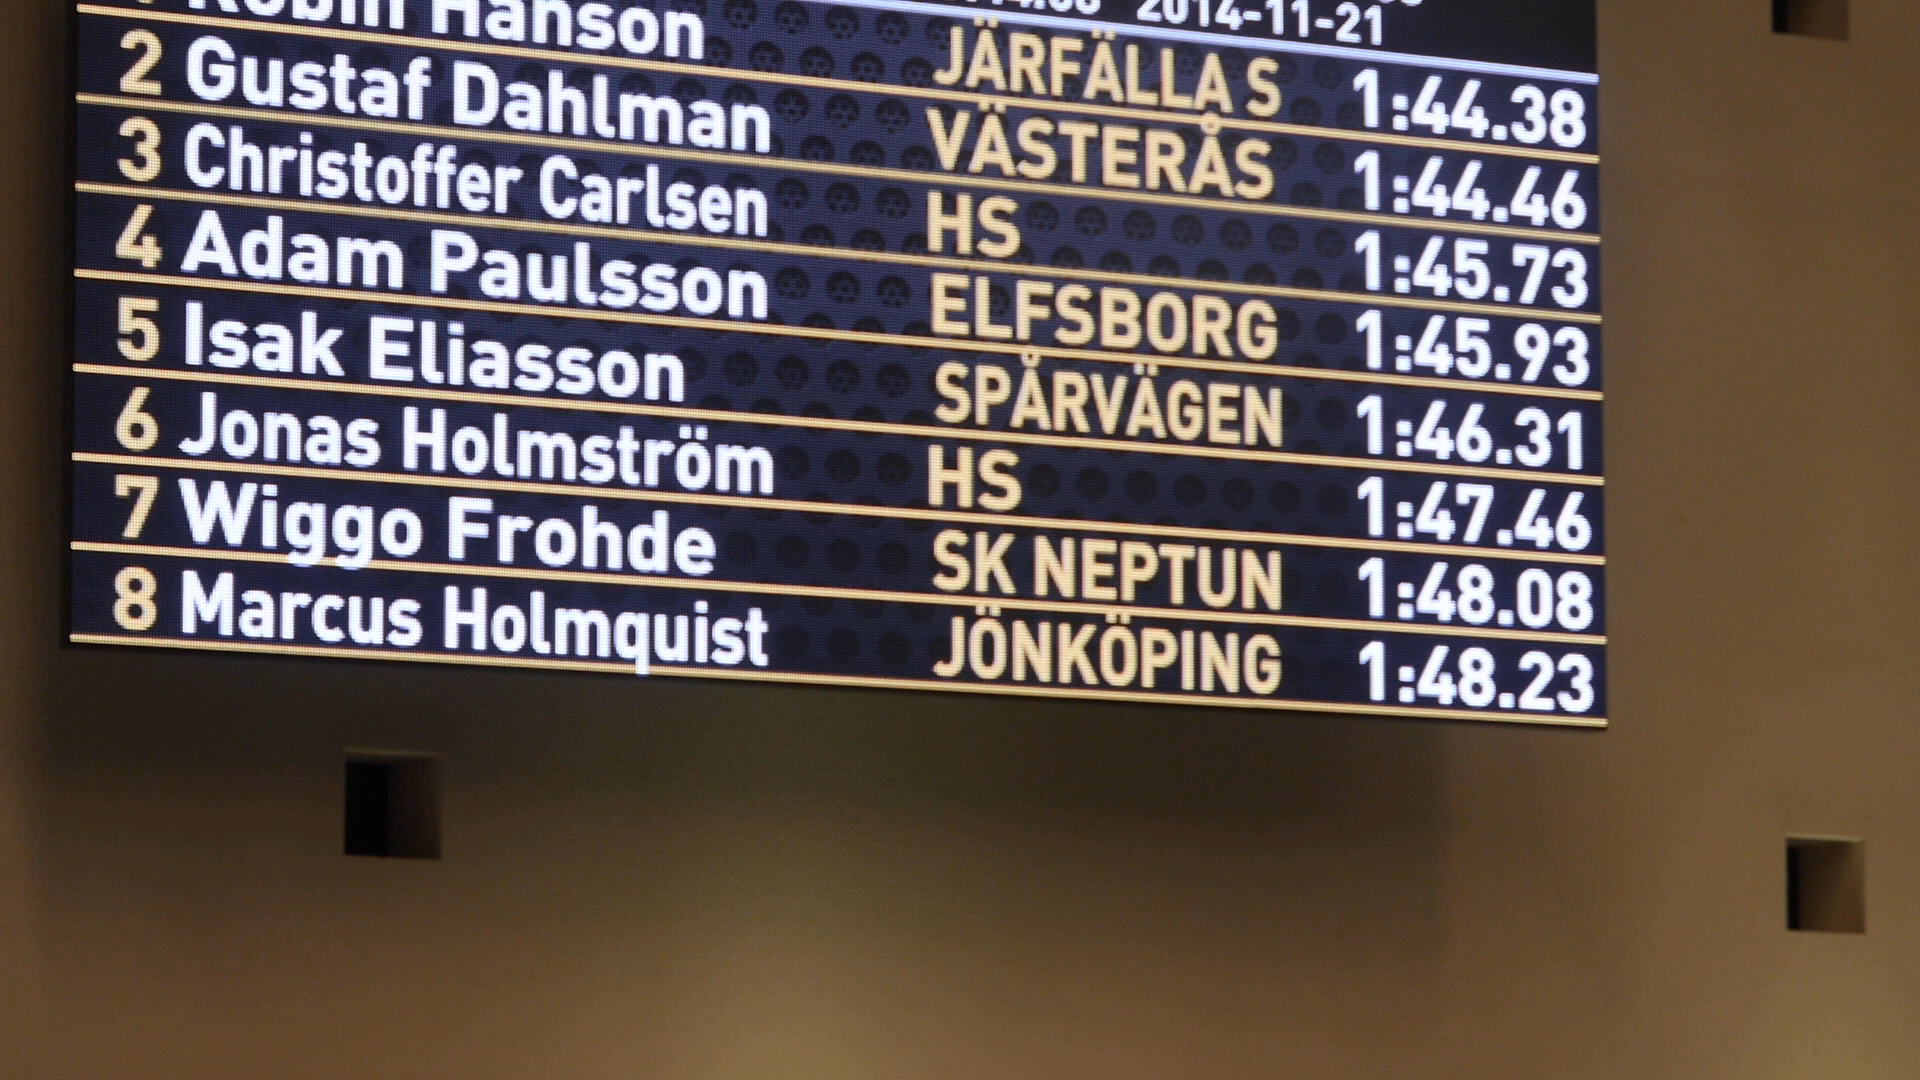 2014-11-21
1 Robin Hanson JÄRFÄLLA S 1:44.38
2 Gustaf Dahlman VÄSTERÅS 1:44.46
3 Christoffer Carlsen HS 1:45.73
4 Adam Paulsson ELFSBORG 1:45.93
5 Isak Eliasson SPÅRVÄGEN 1:46.31
6 Jonas Holmström HS 1:47.46
7 Wiggo Frohde SK NEPTUN 1:48.08
8 Marcus Holmquist JÖNKÖPING 1:48.23